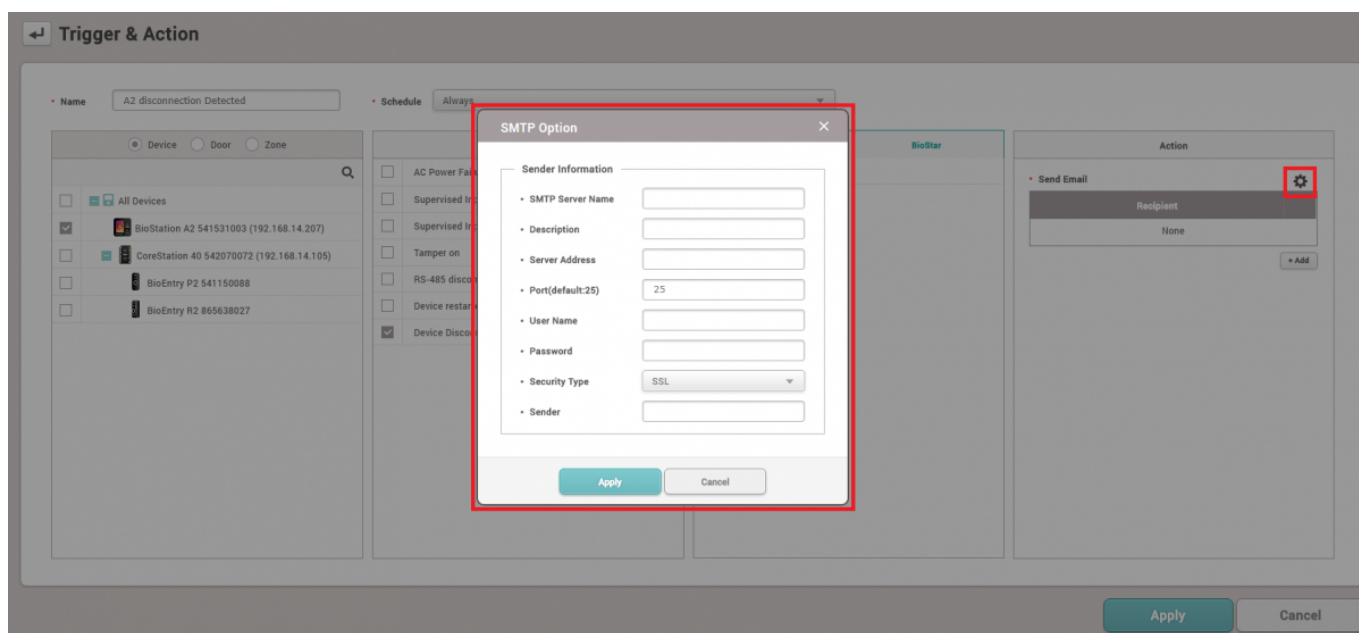 Trigger & Action
Name A2 disconnection Detected
Schedule Always
Device Door Zone
All Devices
BioStation A2 541531003 (192.168.14.207)
CoreStation 40 542070072 (192.168.14.105)
BioEntry P2 541150088
BioEntry R2 865638027
AC Power Fail
Supervised In
Supervised In
Tamper on
RS-485 discon
Device restar
Device Discon
SMTP Option
Sender Information
SMTP Server Name
Description
Server Address
Port(default:25) 25
User Name
Password
Security Type SSL
Sender
Apply Cancel
BioStar
Action
Send Email
Recipient
None
+ Add
Apply Cancel